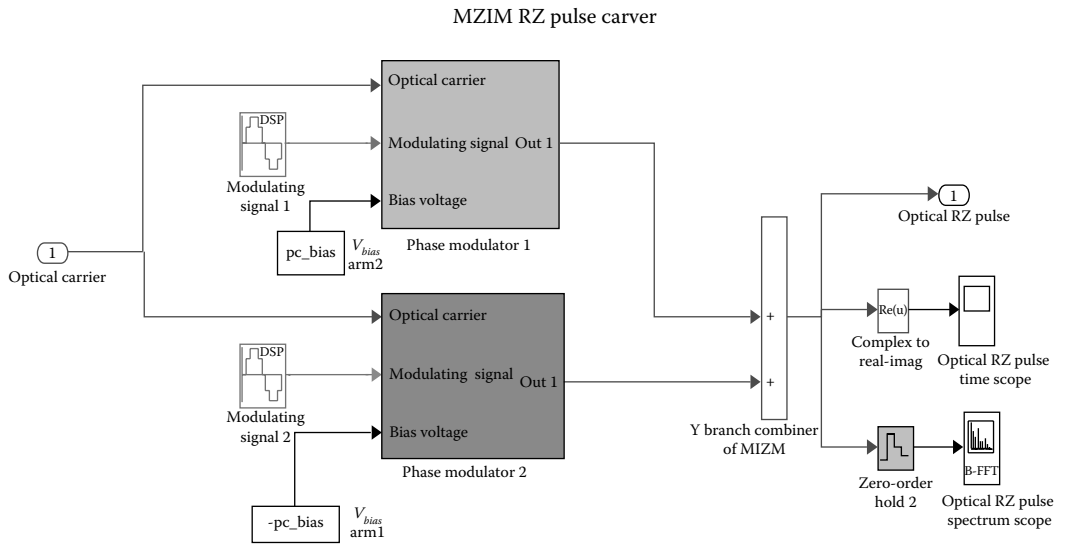 MZIM RZ pulse carver
Optical carrier
DSP
Modulating signal Out 1
Modulating
signal 1
Bias voltage
1
Optical RZ pulse
Phase modulator 1
pc_bias
V bias
arm2
1
Optical carrier
Optical carrier
+
Re(u)
Complex to
real-imag
Optical RZ pulse
time scope
DSP
Modulating signal
Out 1
+
Modulating
signal 2
Bias voltage
Y branch combiner
of MIZM
Phase modulator 2
B-FFT
Zero-order
hold 2
Optical RZ pulse
spectrum scope
-pc_bias
V bias
arm1